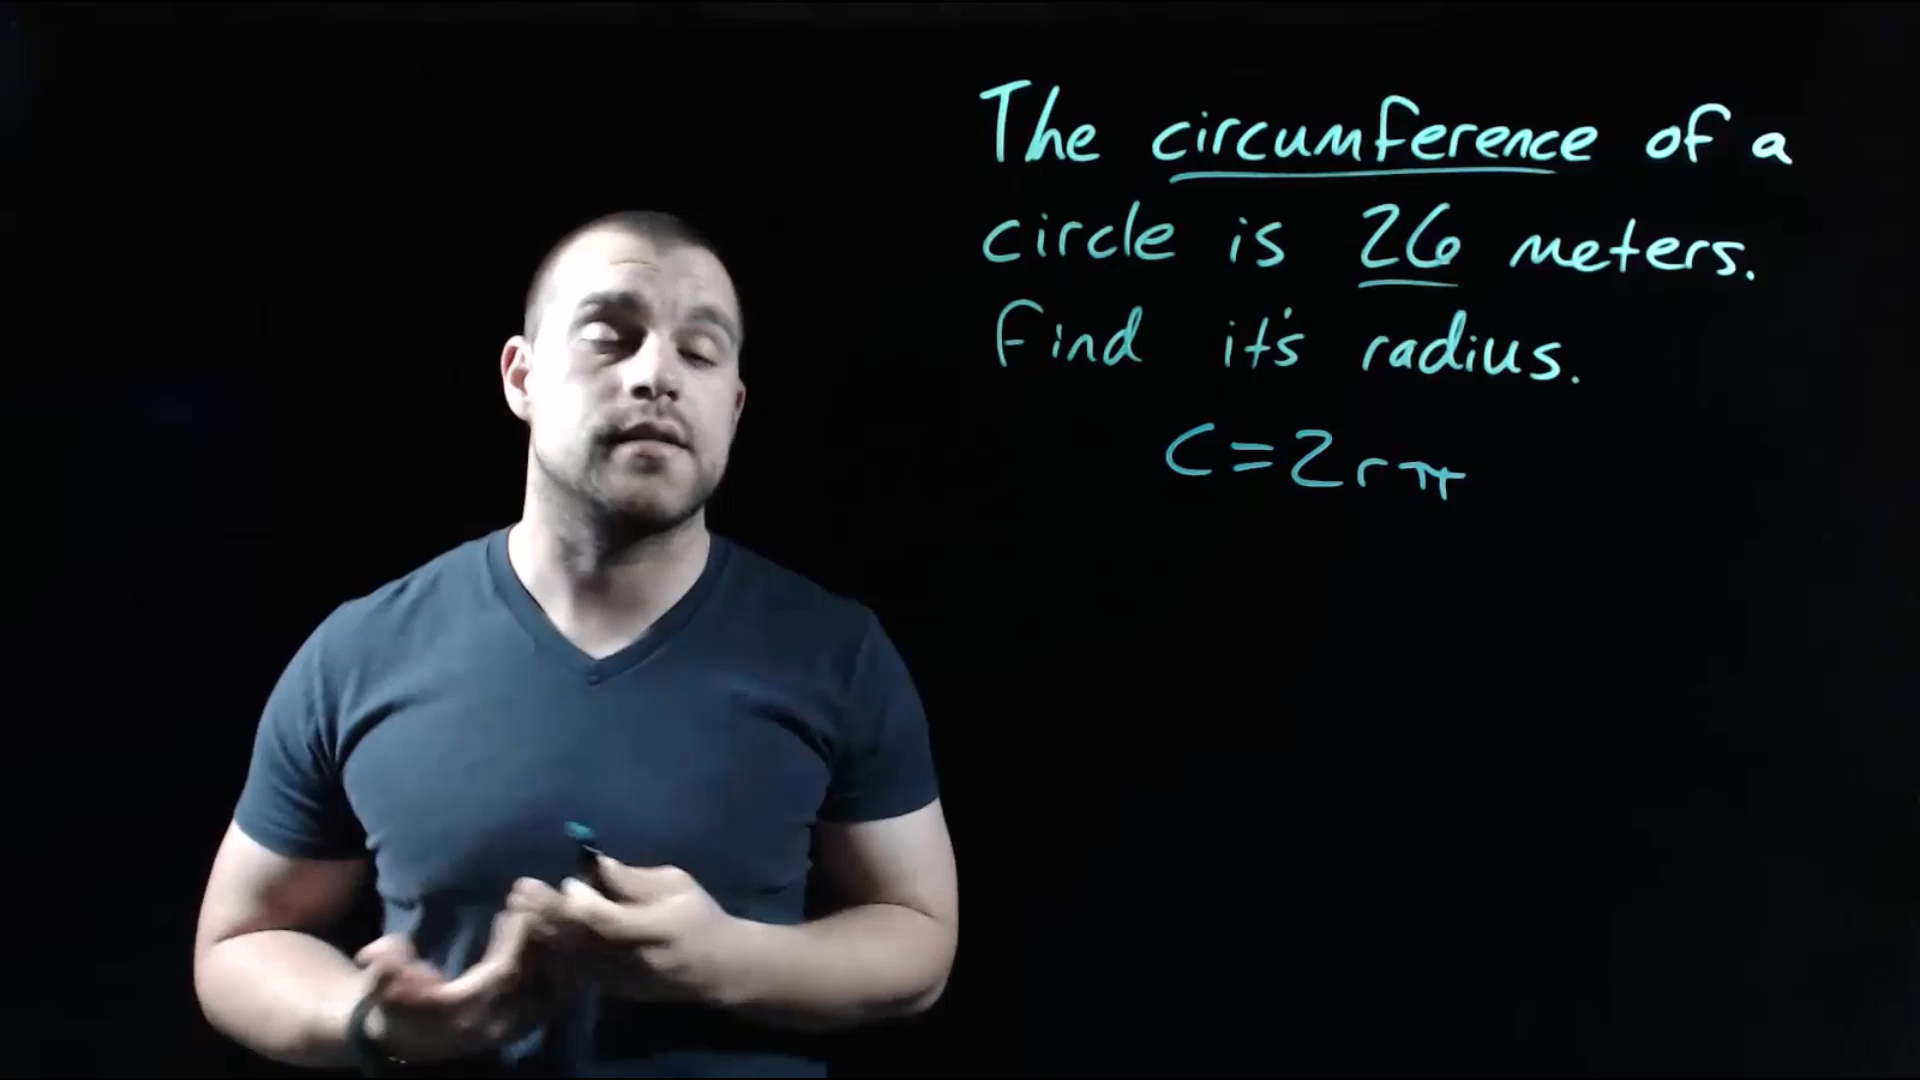 The circumference of a
circle is 26 meters.
Find it's radius.
C=2rπ